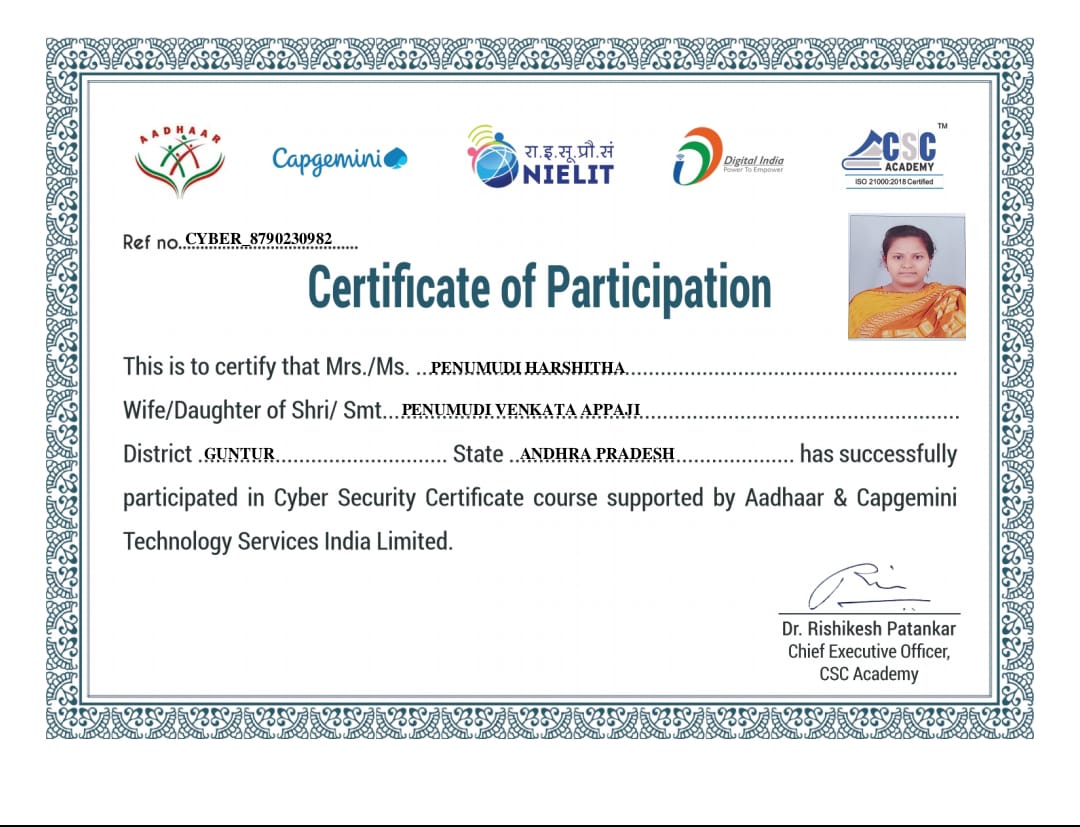 AADHAAR
Capgemini
रा.इ.सू.प्रौ.सं
NIELIT
Digital India
Power To Empower
CSC
TM
ACADEMY
ISO 21000:2018 Certified
Ref no..CYBER_8790230982......
Certificate of Participation
This is to certify that Mrs./Ms. ...PENUMUDI HARSHITHA...............................................................
Wife/Daughter of Shri/ Smt....PENUMUDI VENKATA APPAJI............................................................
District .GUNTUR................................ State ..ANDHRA PRADESH...................... has successfully
participated in Cyber Security Certificate course supported by Aadhaar & Capgemini
Technology Services India Limited.
Dr. Rishikesh Patankar
Chief Executive Officer,
CSC Academy